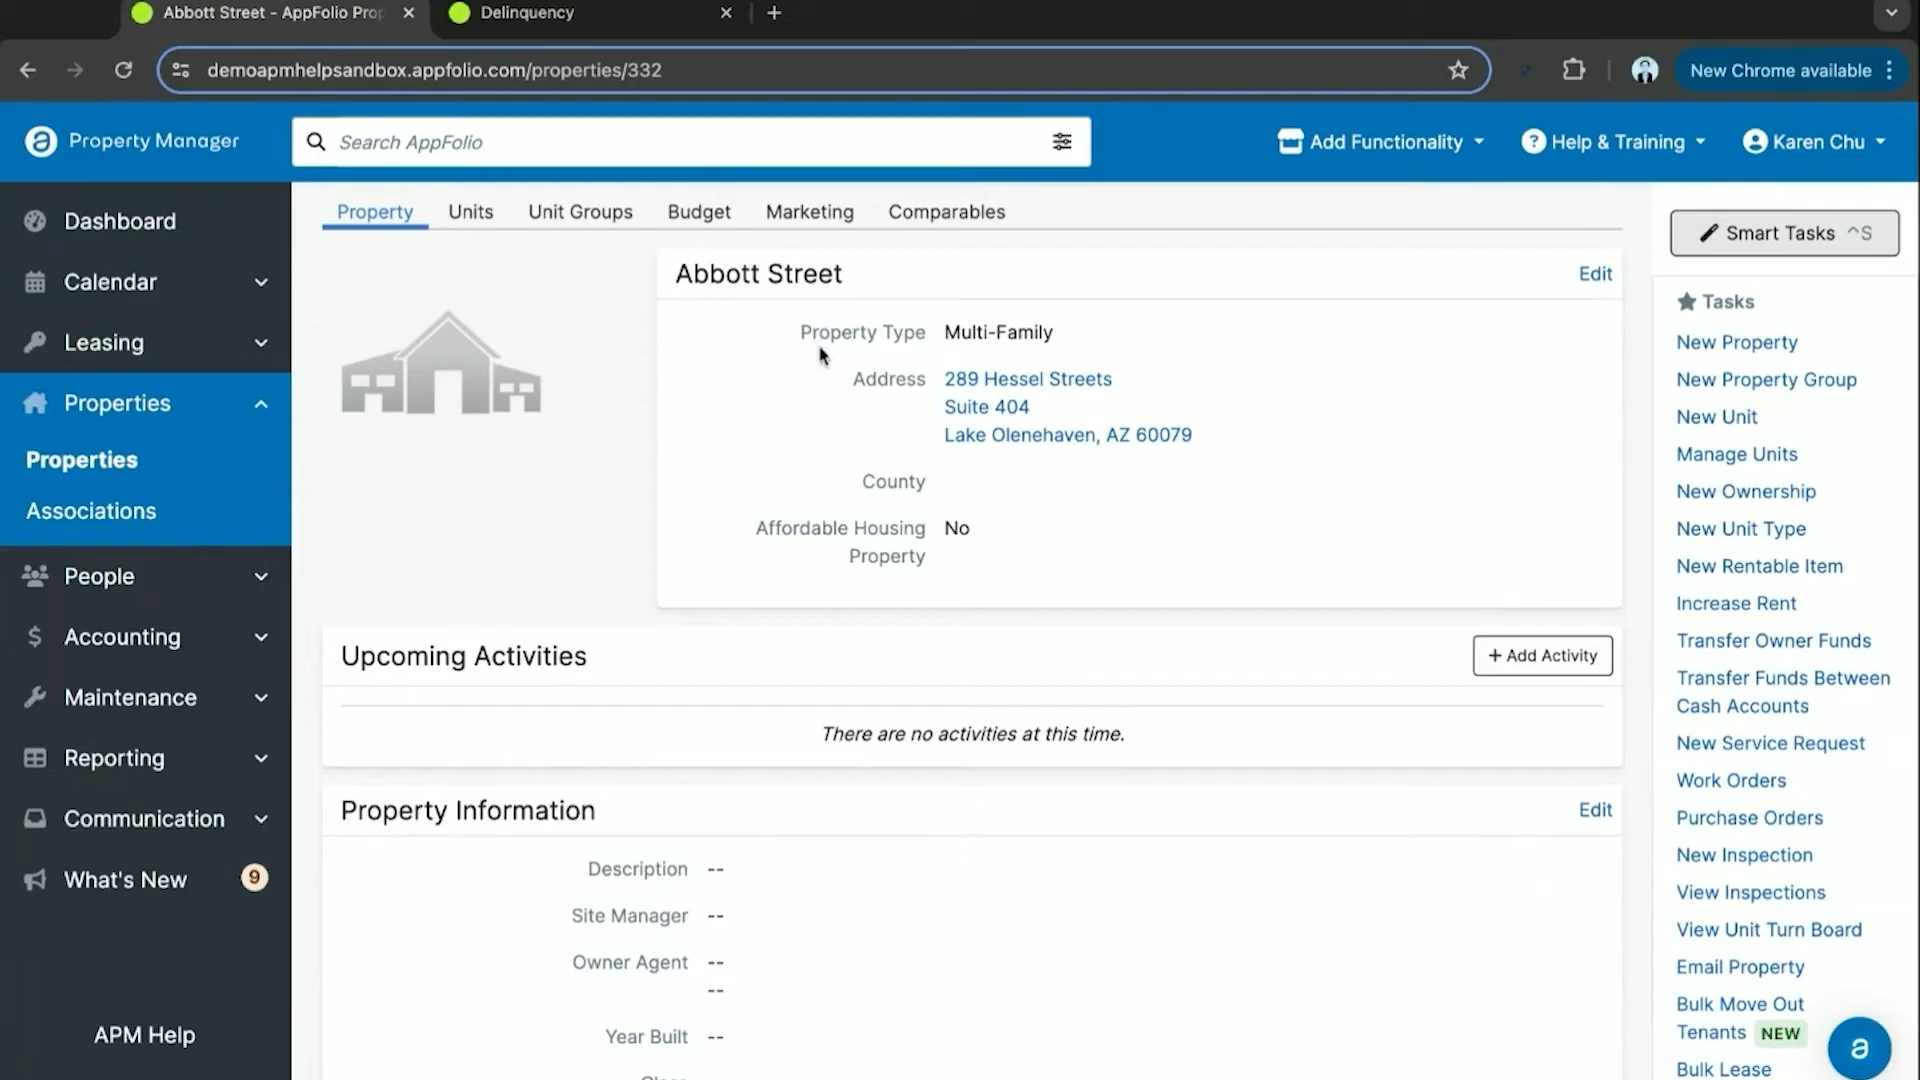 Abbott Street - AppFolio Prop
Delinquency
demoapmhelpsandbox.appfolio.com/properties/332
New Chrome available
Property Manager
Search AppFolio
Add Functionality
Help & Training
Karen Chu
Dashboard
Calendar
Leasing
Properties
Properties
Associations
People
Accounting
Maintenance
Reporting
Communication
What's New
9
APM Help
Property
Units
Unit Groups
Budget
Marketing
Comparables
Abbott Street
Edit
Property Type Multi-Family
Address 289 Hessel Streets
Suite 404
Lake Olenehaven, AZ 60079
County
Affordable Housing No
Property
Upcoming Activities
+ Add Activity
There are no activities at this time.
Property Information
Edit
Description --
Site Manager --
Owner Agent --
--
Year Built --
Smart Tasks ^S
Tasks
New Property
New Property Group
New Unit
Manage Units
New Ownership
New Unit Type
New Rentable Item
Increase Rent
Transfer Owner Funds
Transfer Funds Between
Cash Accounts
New Service Request
Work Orders
Purchase Orders
New Inspection
View Inspections
View Unit Turn Board
Email Property
Bulk Move Out
Tenants NEW
Bulk Lease